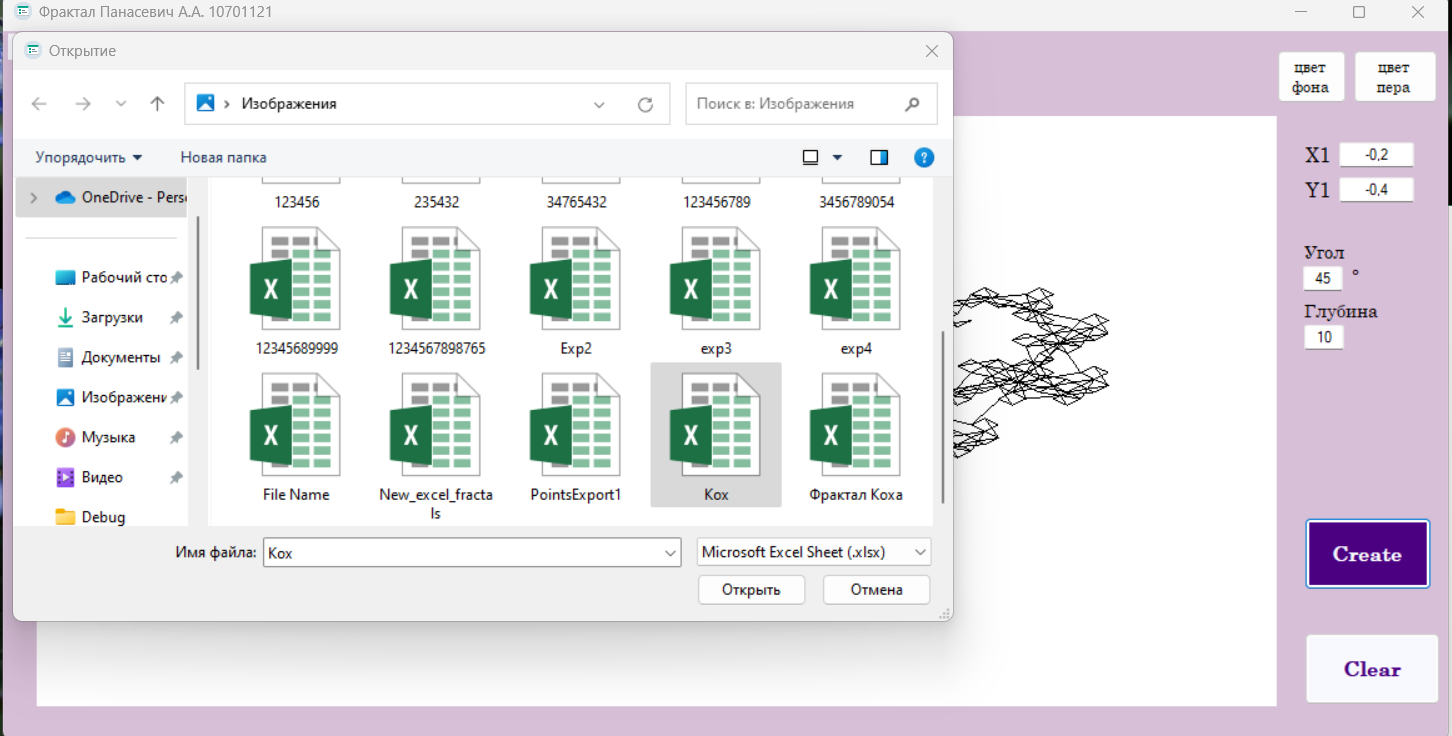 Фрактал Панасевич А.А. 10701121
Открытие
Изображения
Поиск в: Изображения
Упорядочить
Новая папка
?
OneDrive - Perso
Рабочий сто
Загрузки
Документы
Изображени
Музыка
Видео
Debug
123456
235432
34765432
123456789
3456789054
12345689999
1234567898765
Exp2
exp3
exp4
File Name
New_excel_fracta
ls
PointsExport1
Кох
Фрактал Коха
Имя файла:
Кох
Microsoft Excel Sheet (.xlsx)
Открыть
Отмена
цвет
фона
цвет
пера
X1
-0,2
Y1
-0,4
Угол
45 °
Глубина
10
Create
Clear